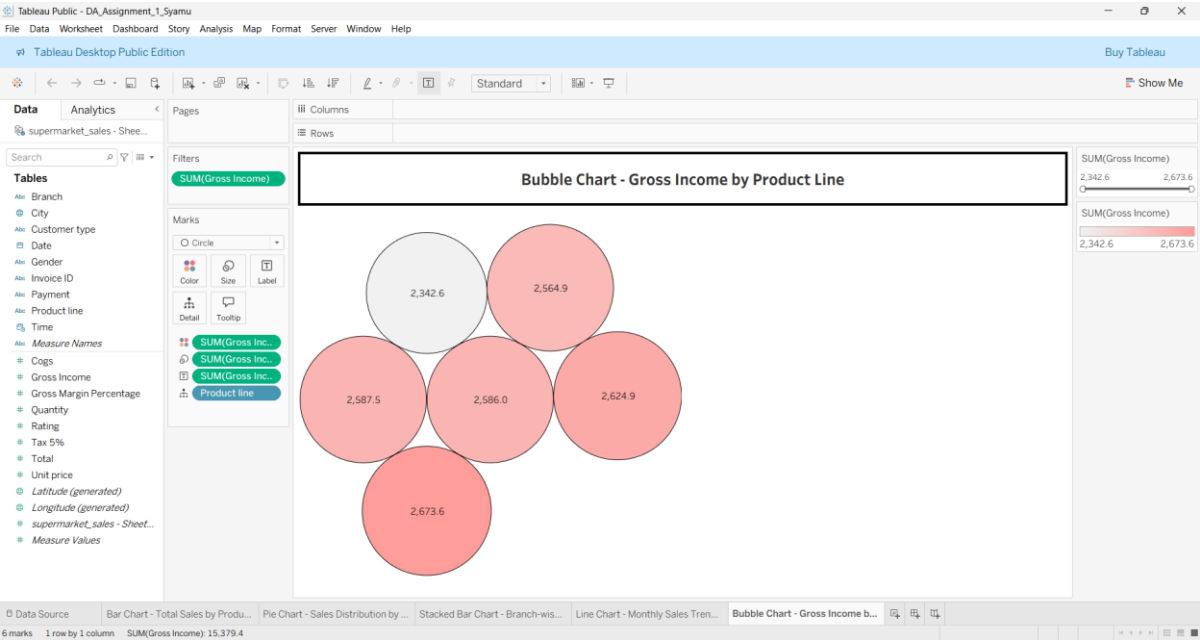 Tableau Public - DA_Assignment_1_Syamu
File Data Worksheet Dashboard Story Analysis Map Format Server Window Help
Tableau Desktop Public Edition
Buy Tableau
Standard
Show Me
Data
Analytics
supermarket_sales - Shee...
Search
Tables
Abc Branch
City
Abc Customer type
Date
Abc Gender
Abc Invoice ID
Abc Payment
Abc Product line
Time
Abc Measure Names
# Cogs
# Gross Income
# Gross Margin Percentage
# Quantity
# Rating
# Tax 5%
# Total
# Unit price
Latitude (generated)
Longitude (generated)
# supermarket_sales - Sheet...
# Measure Values
Pages
Filters
SUM(Gross Income)
Marks
Circle
Color
Size
Label
Detail
Tooltip
SUM(Gross Inc..
SUM(Gross Inc..
SUM(Gross Inc..
Product line
Columns
Rows
Bubble Chart - Gross Income by Product Line
2,342.6
2,564.9
2,587.5
2,586.0
2,624.9
2,673.6
SUM(Gross Income)
2,342.6 2,673.6
SUM(Gross Income)
2,342.6 2,673.6
Data Source
Bar Chart - Total Sales by Produ...
Pie Chart - Sales Distribution by ...
Stacked Bar Chart - Branch-wis...
Line Chart - Monthly Sales Tren...
Bubble Chart - Gross Income b...
6 marks 1 row by 1 column SUM(Gross Income): 15,379.4